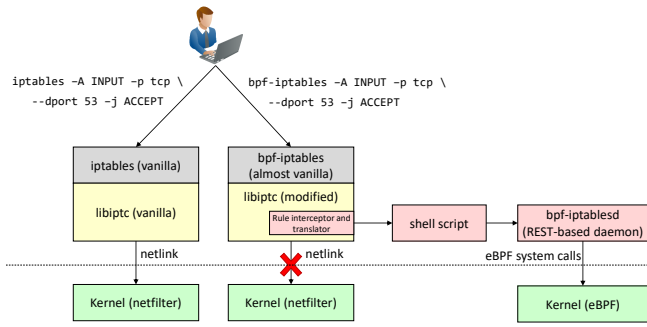 iptables –A INPUT –p tcp \
--dport 53 –j ACCEPT
bpf-iptables –A INPUT –p tcp \
--dport 53 –j ACCEPT
iptables (vanilla)
libiptc (vanilla)
bpf-iptables
(almost vanilla)
libiptc (modified)
Rule interceptor and
translator
shell script
bpf-iptablesd
(REST-based daemon)
netlink
netlink
eBPF system calls
Kernel (netfilter)
Kernel (netfilter)
Kernel (eBPF)